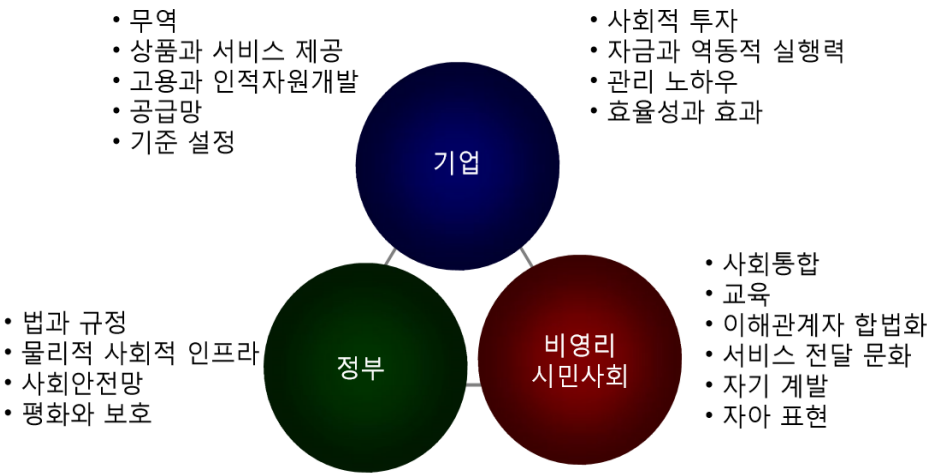 • 무역
• 상품과 서비스 제공
• 고용과 인적자원개발
• 공급망
• 기준 설정
• 사회적 투자
• 자금과 역동적 실행력
• 관리 노하우
• 효율성과 효과
기업
• 법과 규정
• 물리적 사회적 인프라
• 사회안전망
• 평화와 보호
정부
비영리
시민사회
• 사회통합
• 교육
• 이해관계자 합법화
• 서비스 전달 문화
• 자기 계발
• 자아 표현